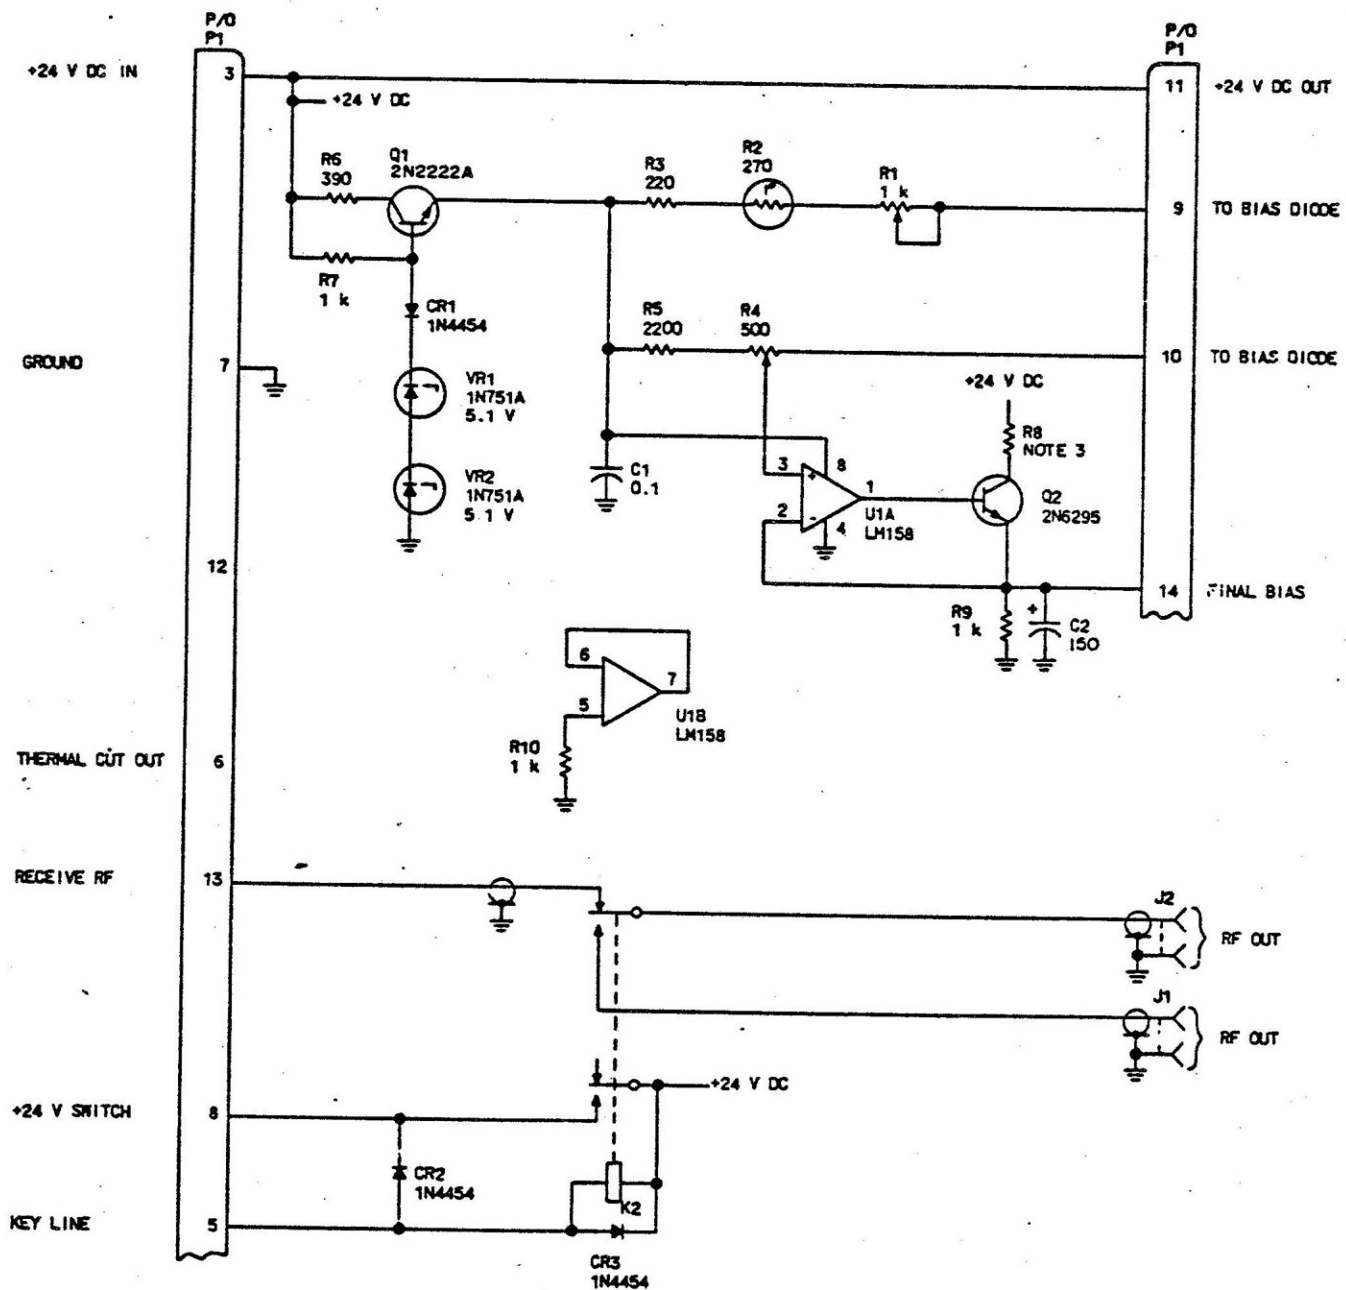 P/O
P1
P/O
P1
+24 V DC IN
3
11
+24 V DC OUT
+24 V DC
R6
390
Q1
2N2222A
R3
220
R2
270
R1
1 k
9
TO BIAS DIODE
R7
1 k
CR1
1N4454
R5
2200
R4
500
10
TO BIAS DIODE
GROUND
7
VR1
1N751A
5.1 V
+24 V DC
R8
NOTE 3
VR2
1N751A
5.1 V
C1
0.1
3
+
8
1
2
-
4
U1A
LM158
Q2
2N6295
12
14
FINAL BIAS
R9
1 k
+
C2
150
6
7
5
U1B
LM158
R10
1 k
THERMAL CUT OUT
6
RECEIVE RF
13
J2
RF OUT
J1
RF OUT
+24 V DC
+24 V SWITCH
8
CR2
1N4454
K2
KEY LINE
5
CR3
1N4454